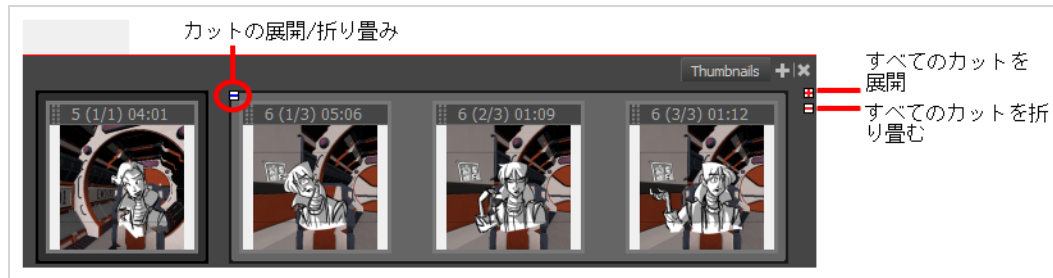 カットの展開/折り畳み
Thumbnails
すべてのカットを
展開
すべてのカットを折
り畳む
5 (1/1) 04:01
6 (1/3) 05:06
6 (2/3) 01:09
6 (3/3) 01:12